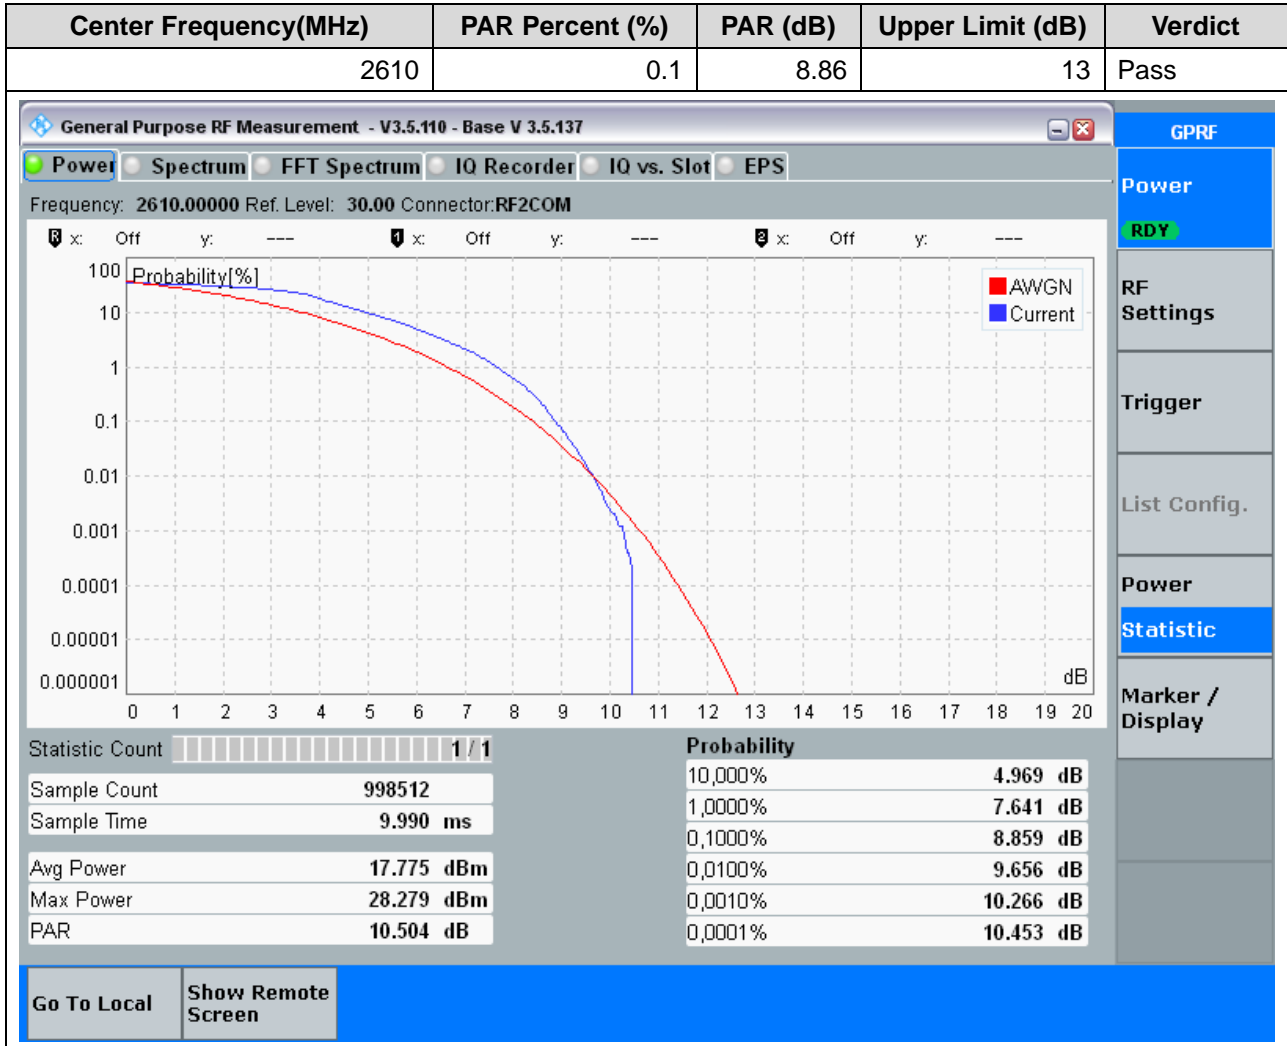 Center Frequency(MHz) PAR Percent (%) PAR (dB) Upper Limit (dB) Verdict
2610 0.1 8.86 13 Pass
General Purpose RF Measurement - V3.5.110 - Base V 3.5.137
GPRF
Power Spectrum FFT Spectrum IQ Recorder IQ vs. Slot EPS
Frequency: 2610.00000 Ref. Level: 30.00 Connector:RF2COM
R x: Off y: --- 1 x: Off y: --- 2 x: Off y: ---
Probability[%]
AWGN
Current
100
10
1
0.1
0.01
0.001
0.0001
0.00001
0.000001
dB
0 1 2 3 4 5 6 7 8 9 10 11 12 13 14 15 16 17 18 19 20
Statistic Count 1 / 1
Sample Count 998512
Sample Time 9.990 ms
Avg Power 17.775 dBm
Max Power 28.279 dBm
PAR 10.504 dB
Probability
10,000% 4.969 dB
1,0000% 7.641 dB
0,1000% 8.859 dB
0,0100% 9.656 dB
0,0010% 10.266 dB
0,0001% 10.453 dB
Power
RDY
RF
Settings
Trigger
List Config.
Power
Statistic
Marker /
Display
Go To Local
Show Remote
Screen